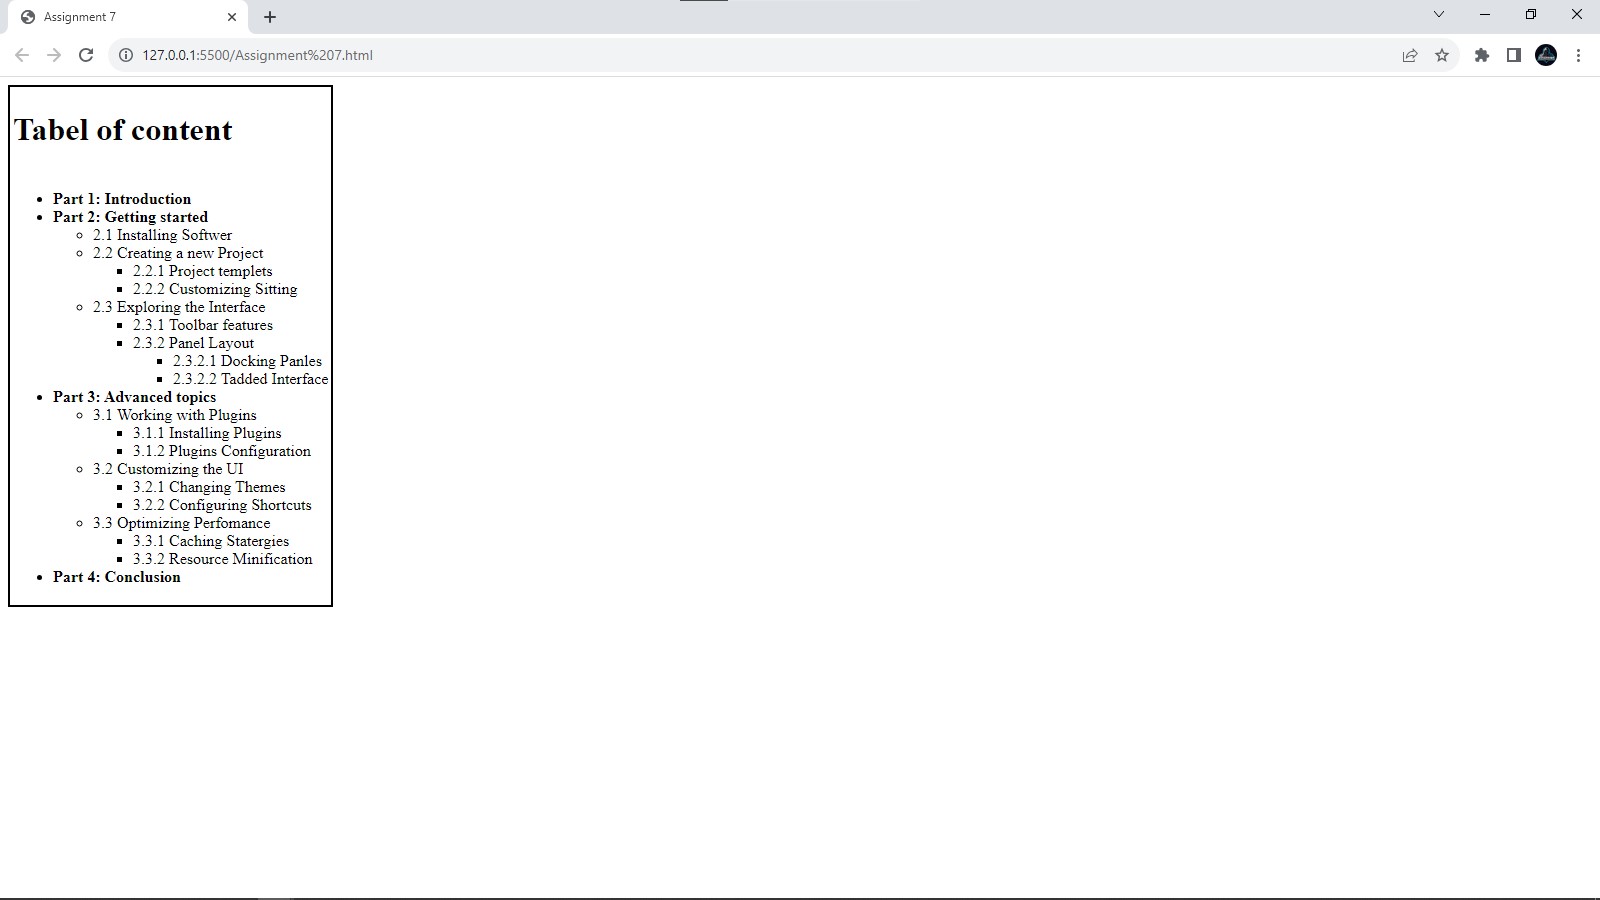 Assignment 7
127.0.0.1:5500/Assignment%207.html
Tabel of content
Part 1: Introduction
Part 2: Getting started
2.1 Installing Softwer
2.2 Creating a new Project
2.2.1 Project templets
2.2.2 Customizing Sitting
2.3 Exploring the Interface
2.3.1 Toolbar features
2.3.2 Panel Layout
2.3.2.1 Docking Panles
2.3.2.2 Tadded Interface
Part 3: Advanced topics
3.1 Working with Plugins
3.1.1 Installing Plugins
3.1.2 Plugins Configuration
3.2 Customizing the UI
3.2.1 Changing Themes
3.2.2 Configuring Shortcuts
3.3 Optimizing Perfomance
3.3.1 Caching Statergies
3.3.2 Resource Minification
Part 4: Conclusion